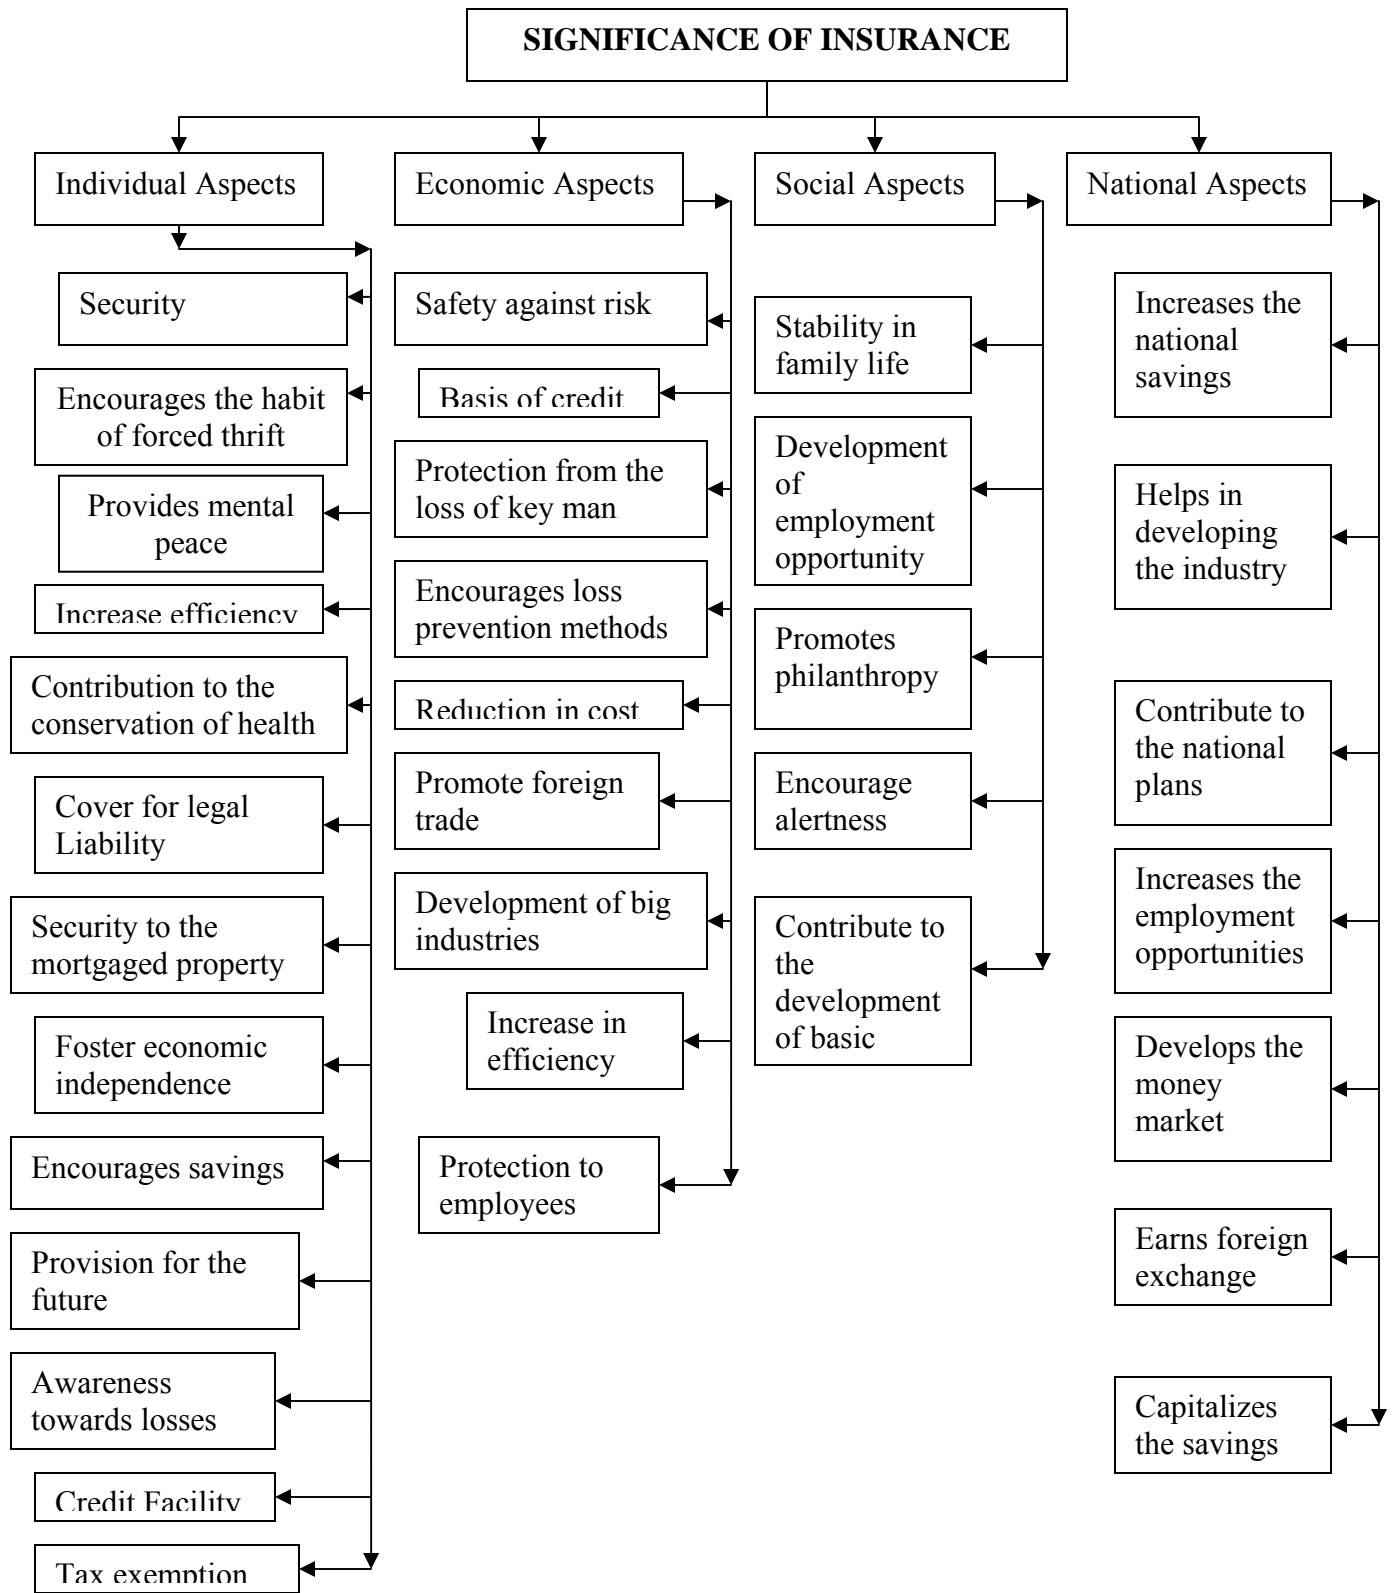 SIGNIFICANCE OF INSURANCE
Individual Aspects
Economic Aspects
Social Aspects
National Aspects
Security
Encourages the habit
of forced thrift
Provides mental
peace
Increase efficiency
Contribution to the
conservation of health
Cover for legal
Liability
Security to the
mortgaged property
Foster economic
independence
Encourages savings
Provision for the
future
Awareness
towards losses
Credit Facility
Tax exemption
Safety against risk
Basis of credit
Protection from the
loss of key man
Encourages loss
prevention methods
Reduction in cost
Promote foreign
trade
Development of big
industries
Increase in
efficiency
Protection to
employees
Stability in
family life
Development
of
employment
opportunity
Promotes
philanthropy
Encourage
alertness
Contribute to
the
development
of basic
Increases the
national
savings
Helps in
developing
the industry
Contribute to
the national
plans
Increases the
employment
opportunities
Develops the
money
market
Earns foreign
exchange
Capitalizes
the savings